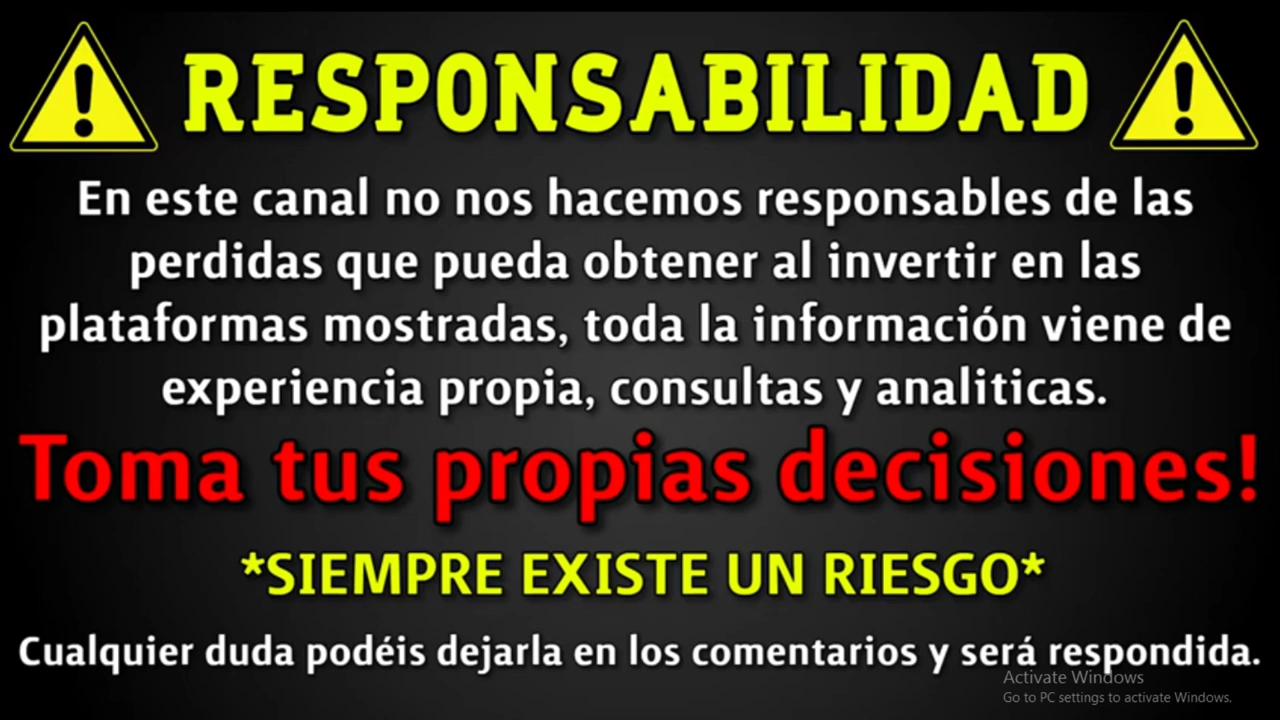 RESPONSABILIDAD
En este canal no nos hacemos responsables de las
perdidas que pueda obtener al invertir en las
plataformas mostradas, toda la información viene de
experiencia propia, consultas y analiticas.
Toma tus propias decisiones!
*SIEMPRE EXISTE UN RIESGO*
Cualquier duda podéis dejarla en los comentarios y será respondida.
Activate Windows
Go to PC settings to activate Windows.